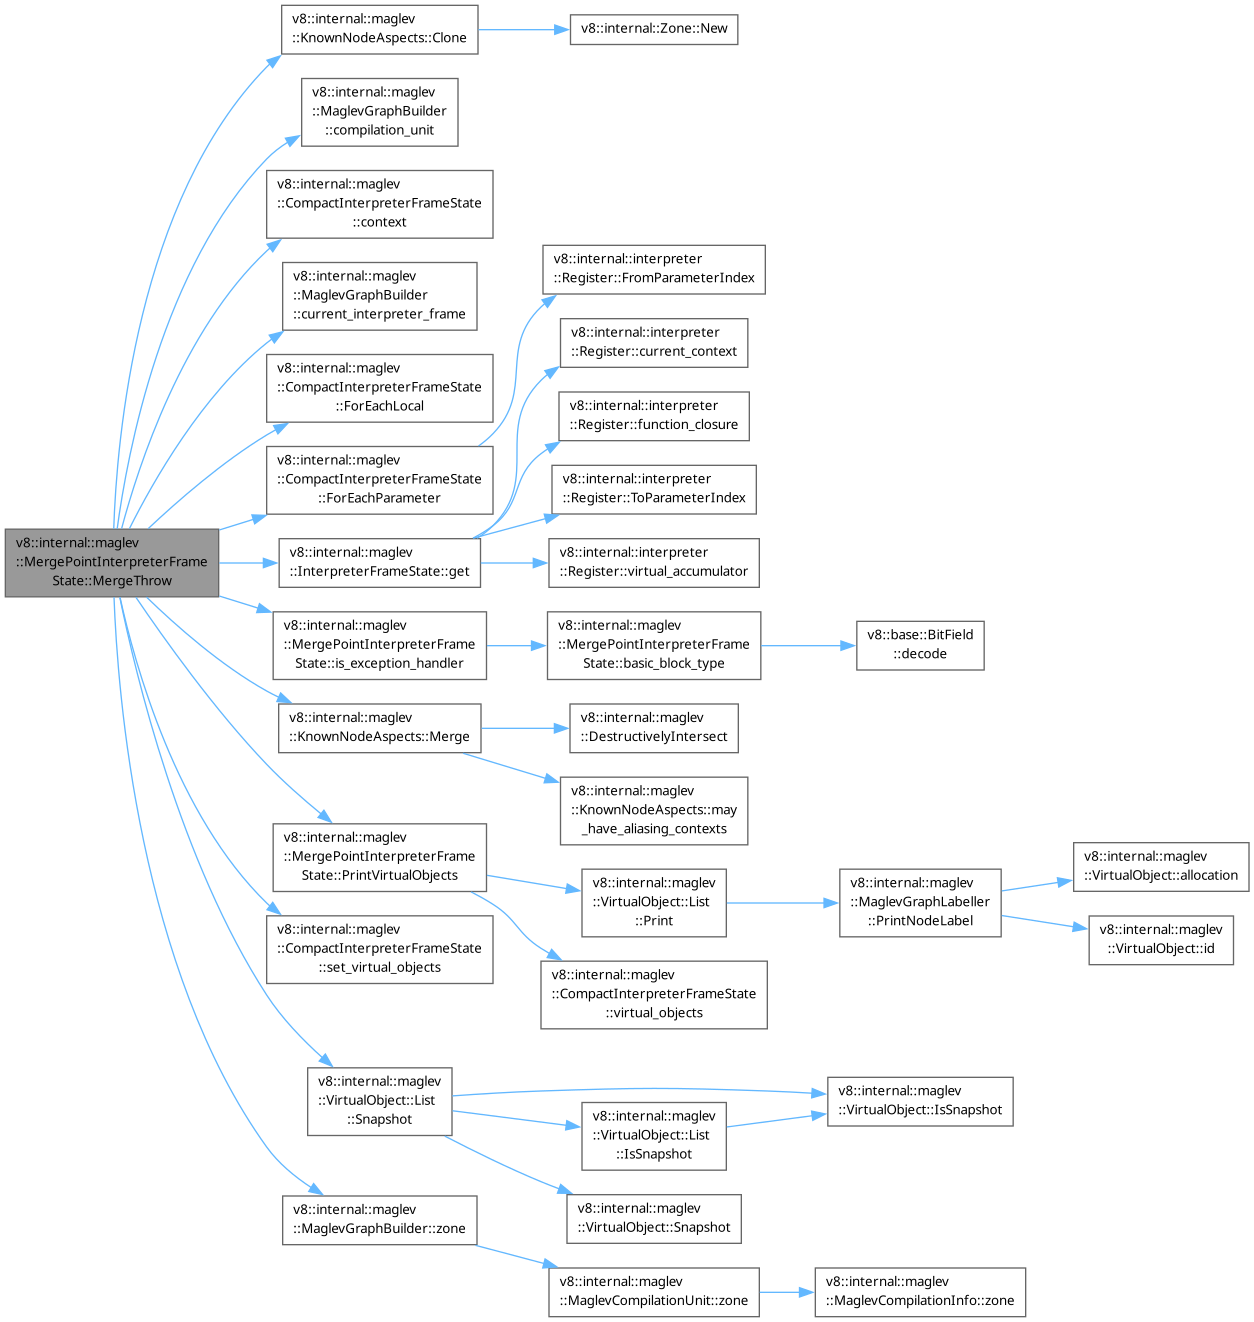 v8::internal::maglev
::KnownNodeAspects::Clone
v8::internal::Zone::New
v8::internal::maglev
::MaglevGraphBuilder
::compilation_unit
v8::internal::maglev
::CompactInterpreterFrameState
::context
v8::internal::maglev
::MaglevGraphBuilder
::current_interpreter_frame
v8::internal::maglev
::CompactInterpreterFrameState
::ForEachLocal
v8::internal::maglev
::CompactInterpreterFrameState
::ForEachParameter
v8::internal::interpreter
::Register::FromParameterIndex
v8::internal::interpreter
::Register::current_context
v8::internal::interpreter
::Register::function_closure
v8::internal::interpreter
::Register::ToParameterIndex
v8::internal::maglev
::MergePointInterpreterFrame
State::MergeThrow
v8::internal::maglev
::InterpreterFrameState::get
v8::internal::interpreter
::Register::virtual_accumulator
v8::internal::maglev
::MergePointInterpreterFrame
State::is_exception_handler
v8::internal::maglev
::MergePointInterpreterFrame
State::basic_block_type
v8::base::BitField
::decode
v8::internal::maglev
::KnownNodeAspects::Merge
v8::internal::maglev
::DestructivelyIntersect
v8::internal::maglev
::KnownNodeAspects::may
_have_aliasing_contexts
v8::internal::maglev
::MergePointInterpreterFrame
State::PrintVirtualObjects
v8::internal::maglev
::VirtualObject::List
::Print
v8::internal::maglev
::MaglevGraphLabeller
::PrintNodeLabel
v8::internal::maglev
::VirtualObject::allocation
v8::internal::maglev
::VirtualObject::id
v8::internal::maglev
::CompactInterpreterFrameState
::set_virtual_objects
v8::internal::maglev
::CompactInterpreterFrameState
::virtual_objects
v8::internal::maglev
::VirtualObject::List
::Snapshot
v8::internal::maglev
::VirtualObject::IsSnapshot
v8::internal::maglev
::VirtualObject::List
::IsSnapshot
v8::internal::maglev
::VirtualObject::Snapshot
v8::internal::maglev
::MaglevGraphBuilder::zone
v8::internal::maglev
::MaglevCompilationUnit::zone
v8::internal::maglev
::MaglevCompilationInfo::zone